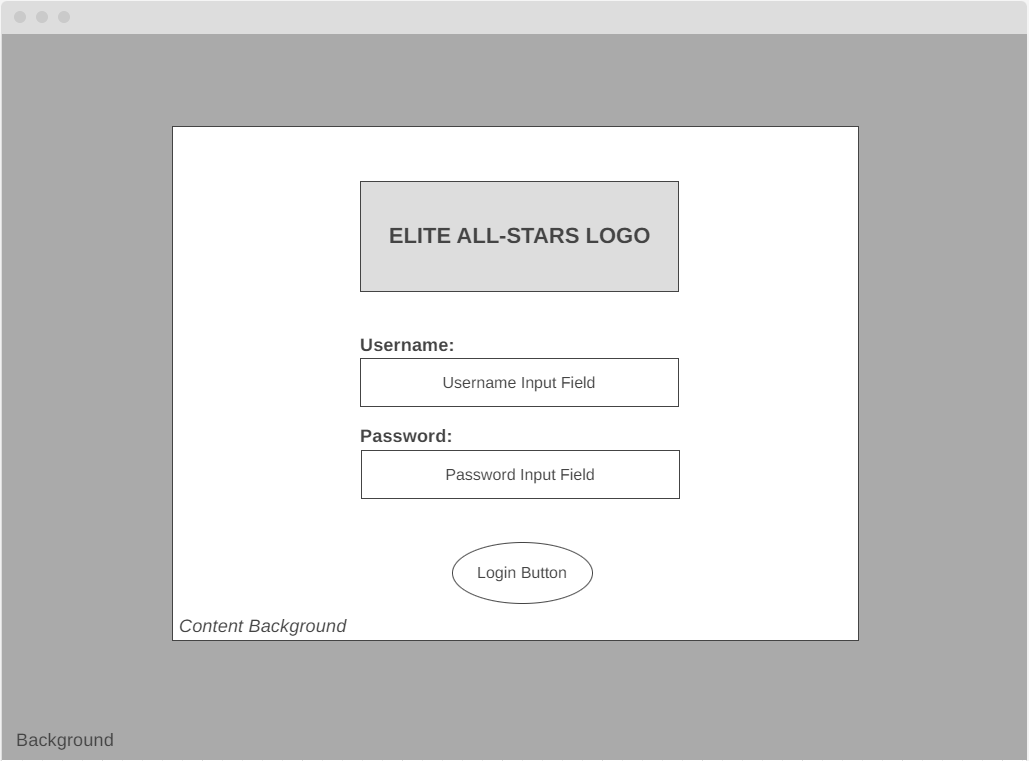 ELITE ALL-STARS LOGO
Username:
Username Input Field
Password:
Password Input Field
Login Button
Content Background
Background